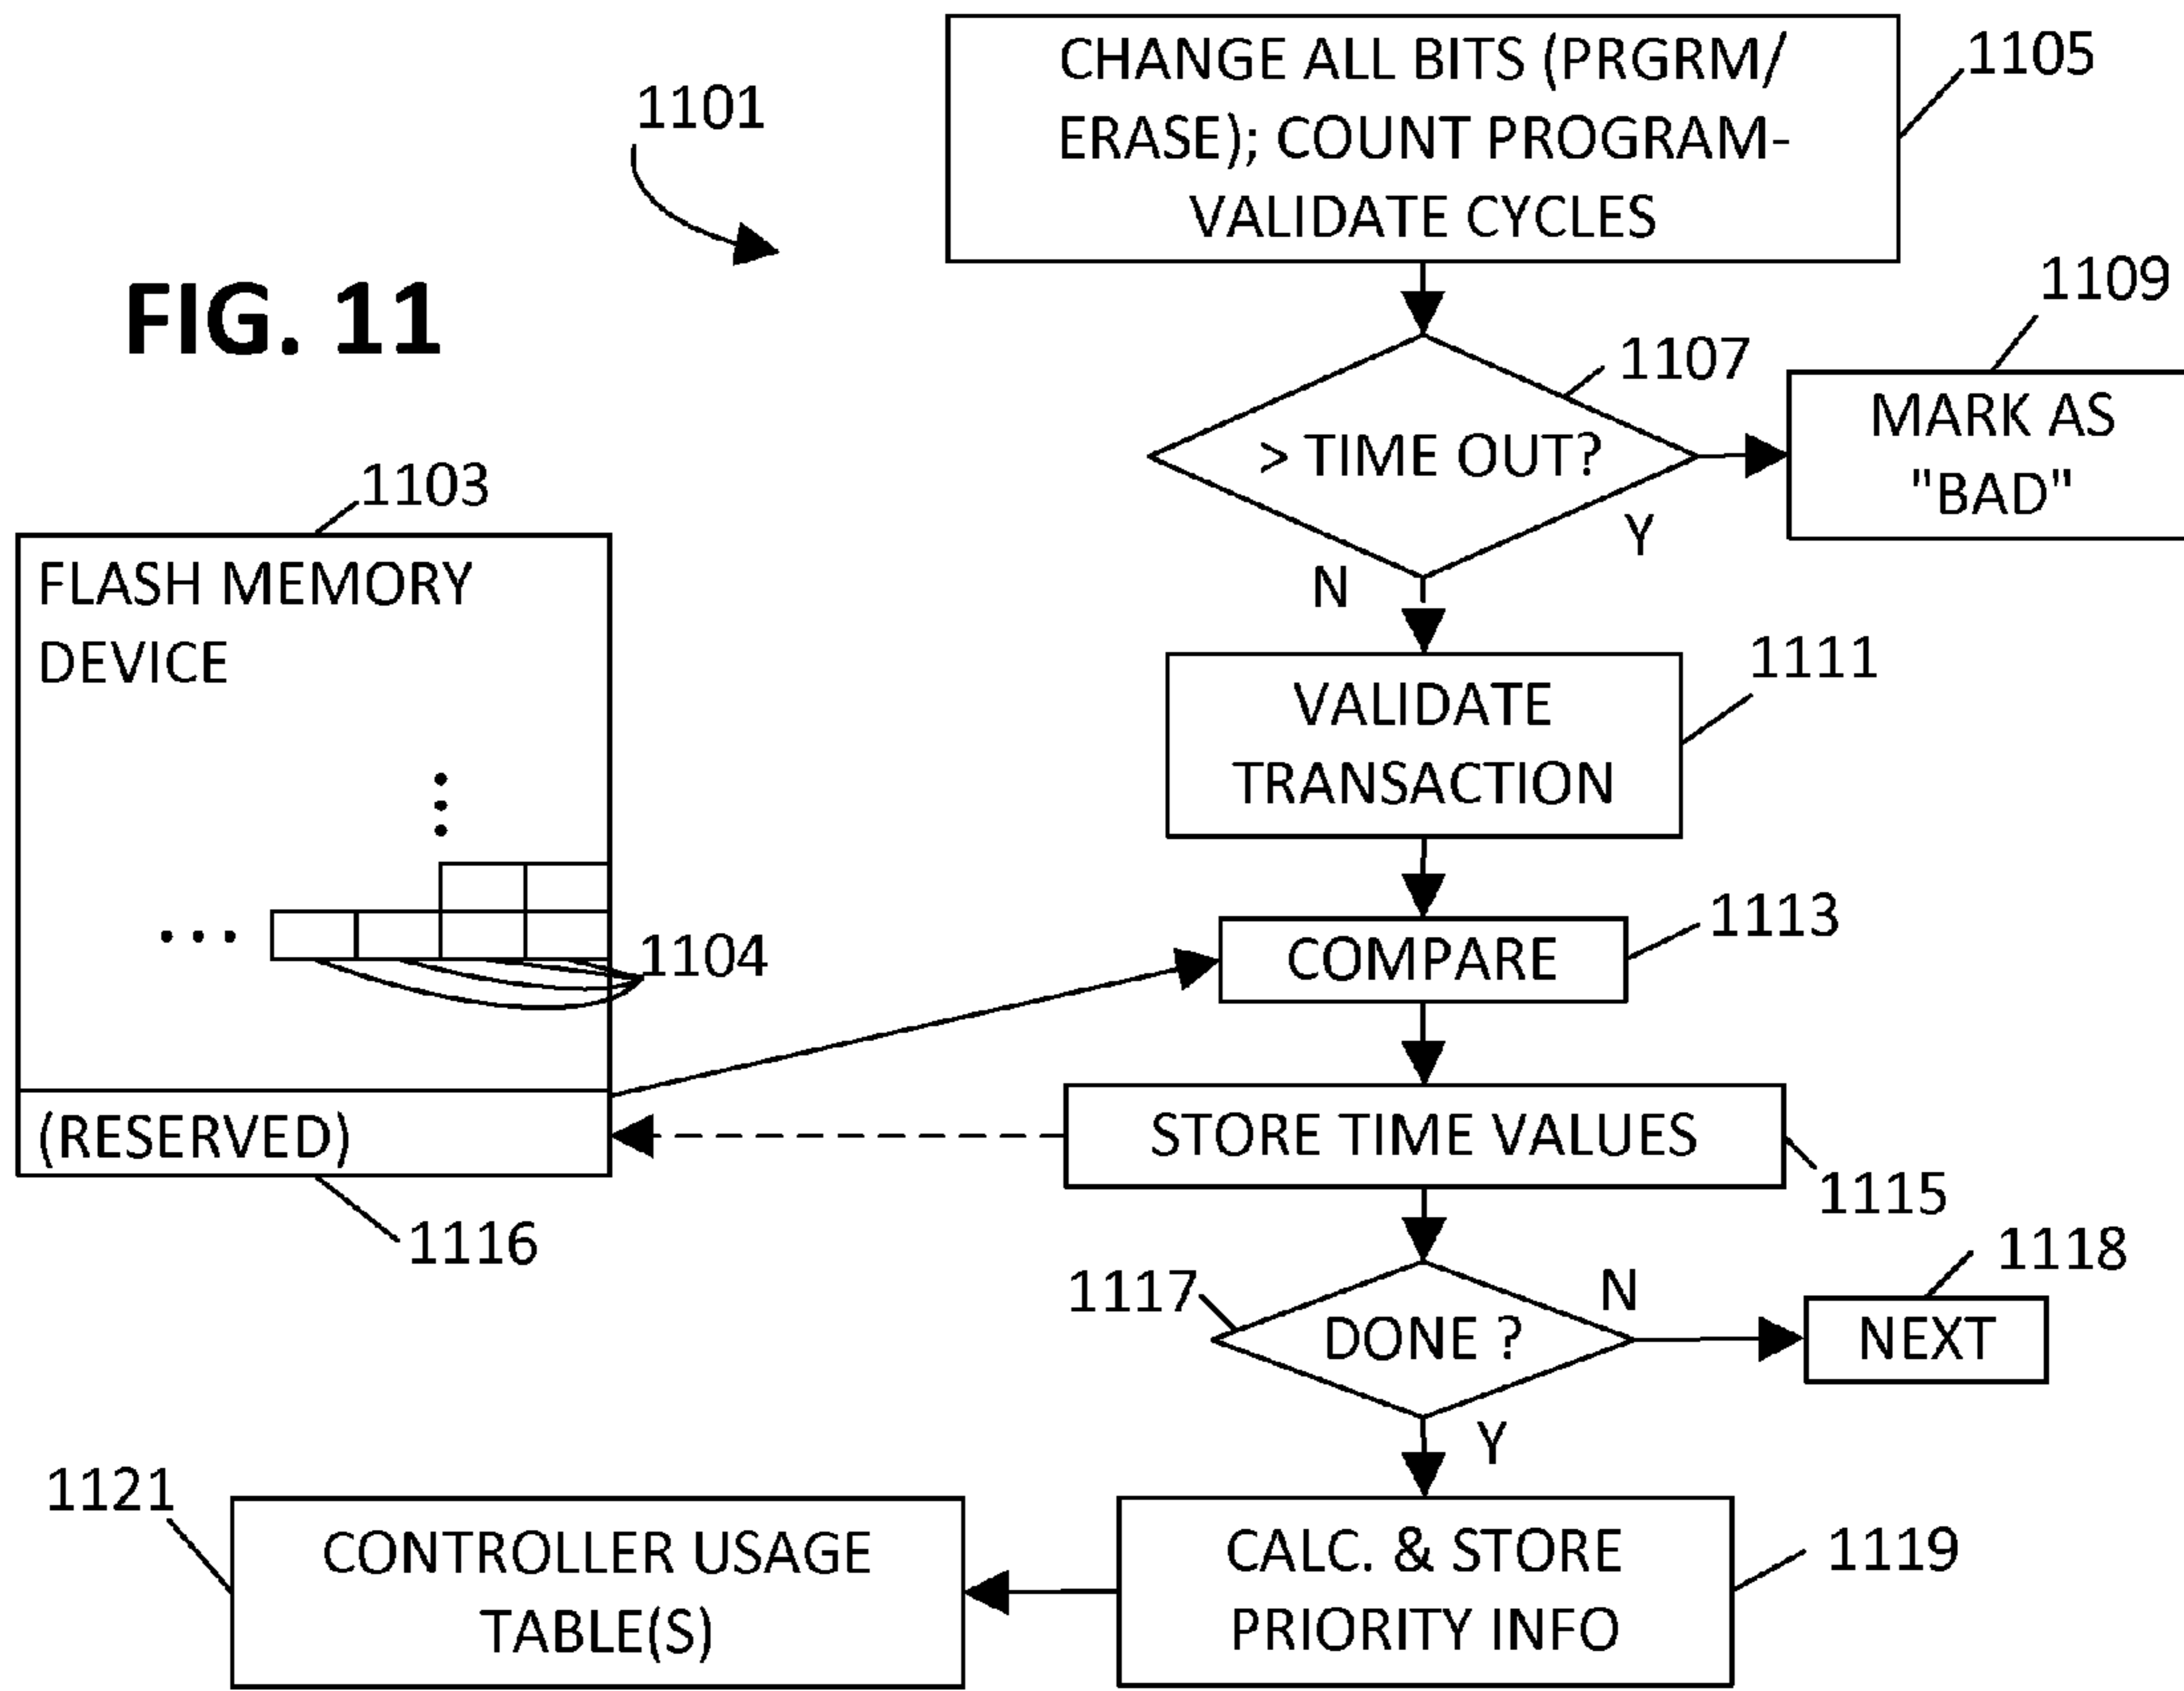 CHANGE ALL BITS (PRGRM/
ERASE); COUNT PROGRAM-
VALIDATE CYCLES
1105
1101
FIG. 11
1109
1107
> TIME OUT?
MARK AS
"BAD"
Y
N
1103
FLASH MEMORY
DEVICE
1111
VALIDATE
TRANSACTION
1113
1104
COMPARE
(RESERVED)
STORE TIME VALUES
1115
1116
1118
1117
N
DONE ?
NEXT
Y
1121
CONTROLLER USAGE
TABLE(S)
CALC. & STORE
PRIORITY INFO
1119